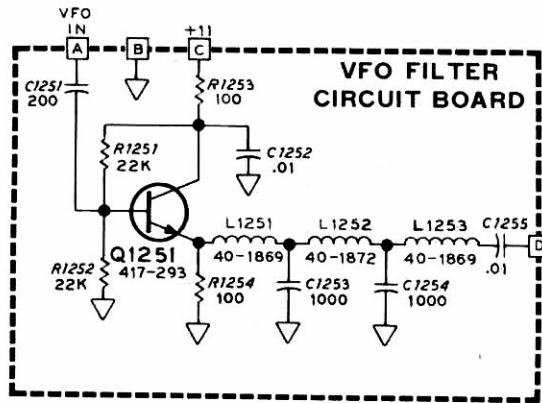 VFO
IN
A
B
+11
C
C1251
200
R1253
100
VFO FILTER
CIRCUIT BOARD
R1251
22K
C1252
.01
Q1251
417-293
R1252
22K
L1251
40-1869
L1252
40-1872
L1253
40-1869
C1255
.01
D
R1254
100
C1253
1000
C1254
1000